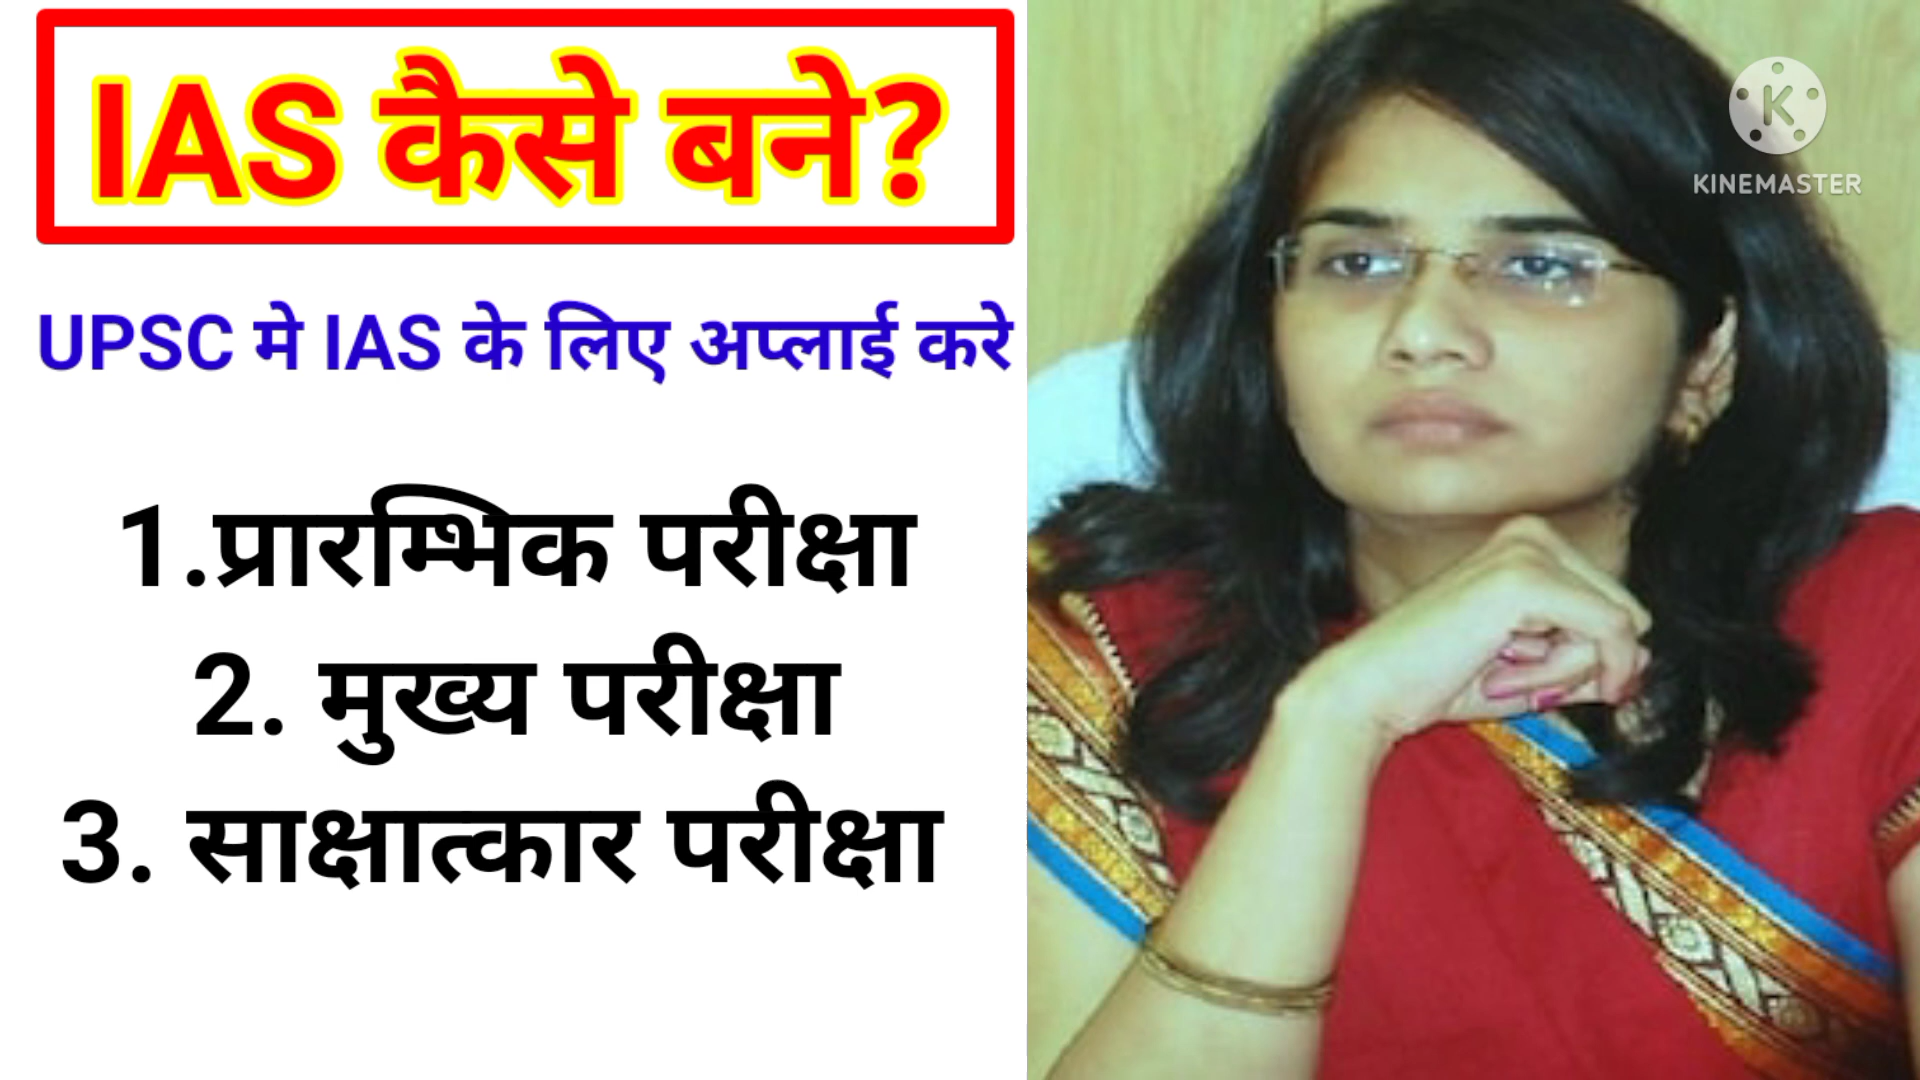 IAS कैसे बने?
UPSC मे IAS के लिए अप्लाई करे
1.प्रारम्भिक परीक्षा
2. मुख्य परीक्षा
3. साक्षात्कार परीक्षा
K
KINEMASTER